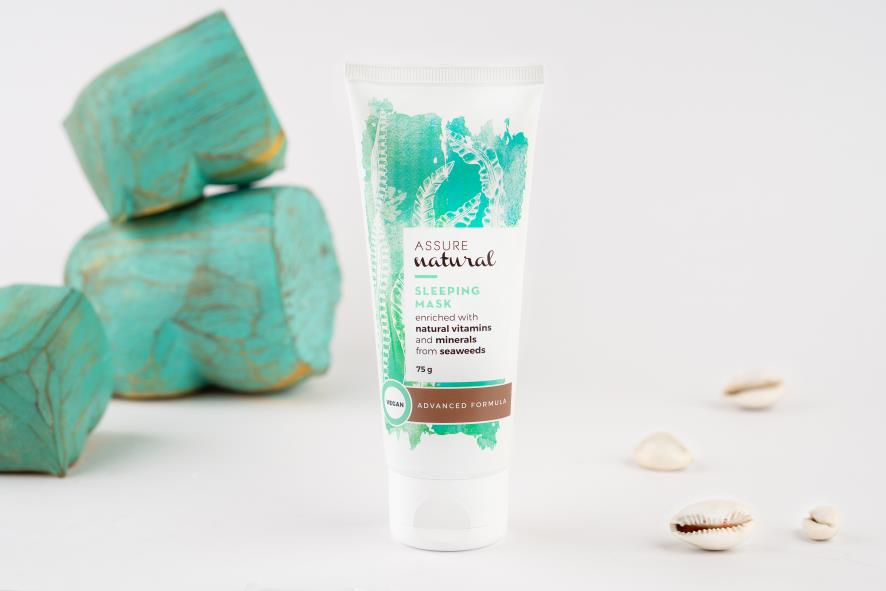 ASSURE
natural
SLEEPING
MASK
enriched with
natural vitamins
and minerals
from seaweeds
75 g
VEGAN
ADVANCED FORMULA